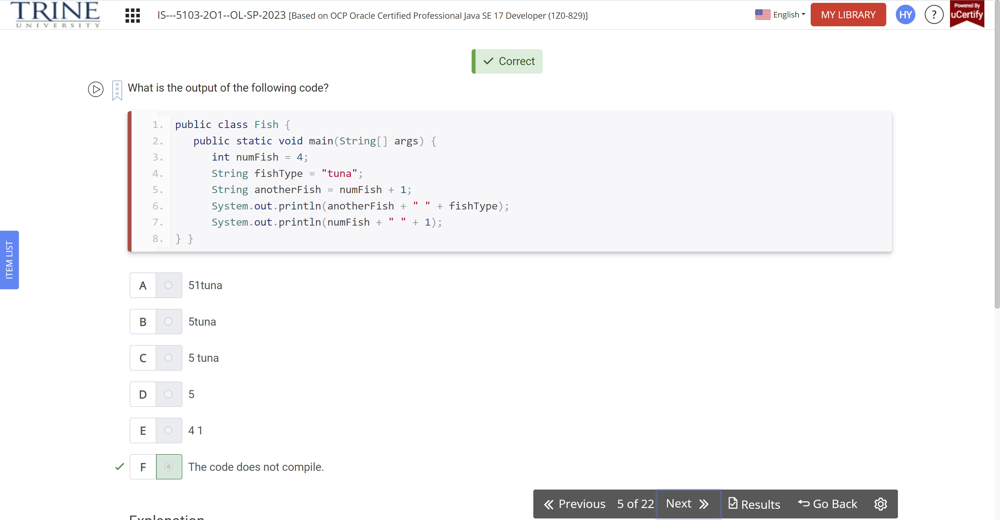 TRINE
UNIVERSITY
IS---5103-2O1--OL-SP-2023 [Based on OCP Oracle Certified Professional Java SE 17 Developer (1Z0-829)]
English
MY LIBRARY
HY
?
Powered By
uCertify
Correct
What is the output of the following code?
1. public class Fish {
2. public static void main(String[] args) {
3. int numFish = 4;
4. String fishType = "tuna";
5. String anotherFish = numFish + 1;
6. System.out.println(anotherFish + " " + fishType);
7. System.out.println(numFish + " " + 1);
8. } }
ITEM LIST
A 51tuna
B 5tuna
C 5 tuna
D 5
E 4 1
F The code does not compile.
Previous 5 of 22 Next Results Go Back
Explanation